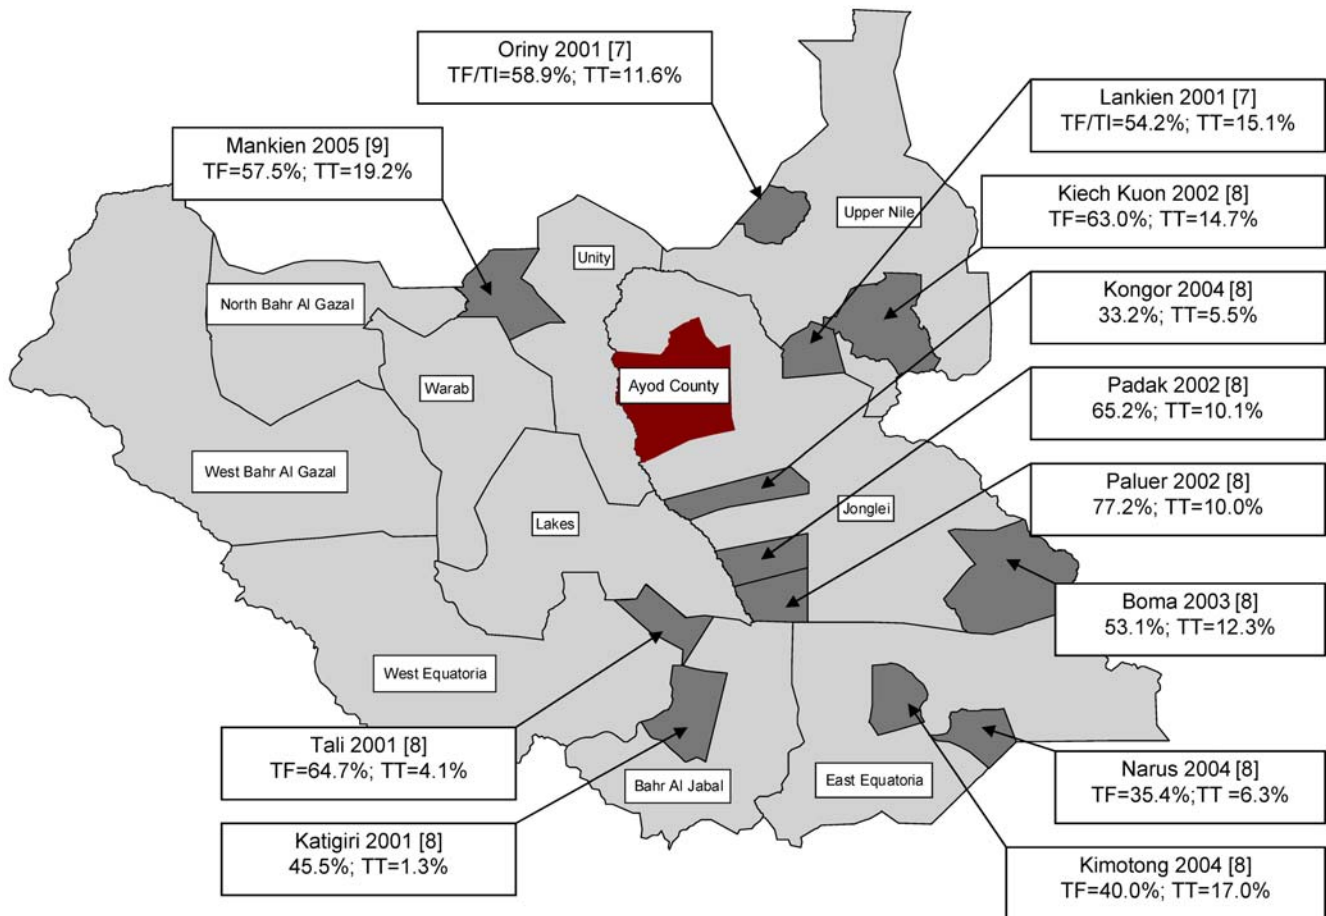 Oriny 2001 [7]
TF/TI=58.9%; TT=11.6%
Lankien 2001 [7]
TF/TI=54.2%; TT=15.1%
Mankien 2005 [9]
TF=57.5%; TT=19.2%
Kiech Kuon 2002 [8]
TF=63.0%; TT=14.7%
Upper Nile
Unity
Kongor 2004 [8]
33.2%; TT=5.5%
North Bahr Al Gazal
Warab
Ayod County
Padak 2002 [8]
65.2%; TT=10.1%
West Bahr Al Gazal
Paluer 2002 [8]
77.2%; TT=10.0%
Lakes
Jonglei
Boma 2003 [8]
53.1%; TT=12.3%
West Equatoria
Tali 2001 [8]
TF=64.7%; TT=4.1%
Bahr Al Jabal
East Equatoria
Narus 2004 [8]
TF=35.4%;TT =6.3%
Katigiri 2001 [8]
45.5%; TT=1.3%
Kimotong 2004 [8]
TF=40.0%; TT=17.0%